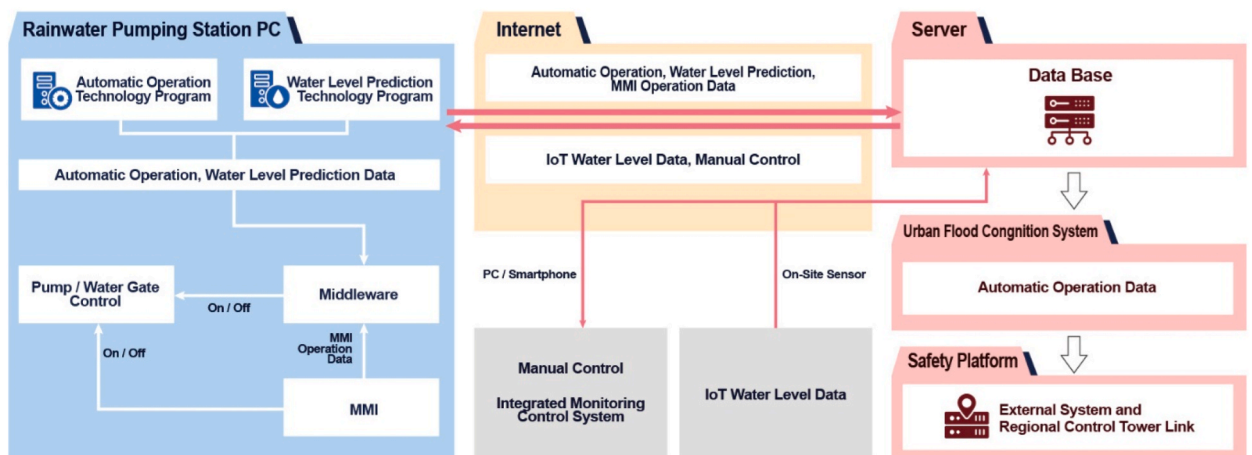 Rainwater Pumping Station PC
Automatic Operation
Technology Program
Water Level Prediction
Technology Program
Automatic Operation, Water Level Prediction Data
Pump / Water Gate
Control
On / Off
Middleware
On / Off
MMI
Operation
Data
MMI
Internet
Automatic Operation, Water Level Prediction,
MMI Operation Data
IoT Water Level Data, Manual Control
PC / Smartphone
On-Site Sensor
Manual Control
Integrated Monitoring
Control System
IoT Water Level Data
Server
Data Base
Urban Flood Congnition System
Automatic Operation Data
Safety Platform
External System and
Regional Control Tower Link